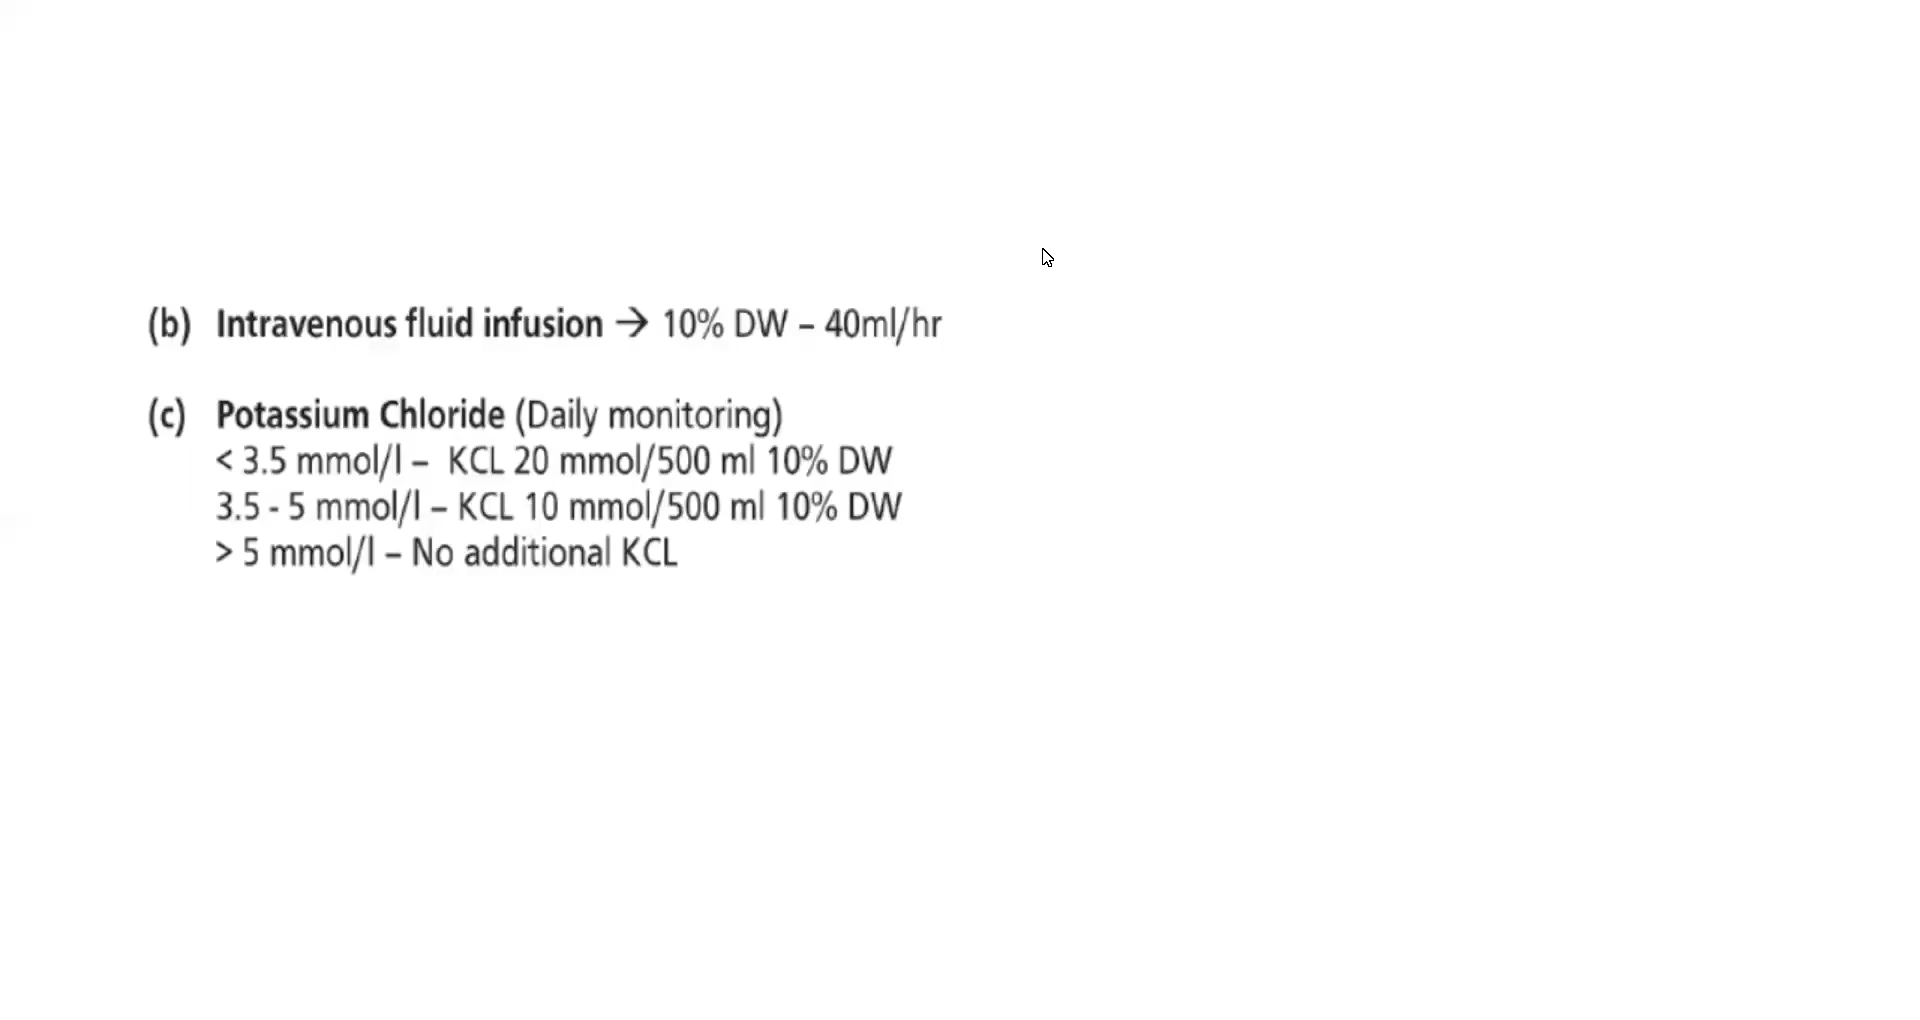 (b) Intravenous fluid infusion → 10% DW – 40ml/hr
(c) Potassium Chloride (Daily monitoring)
< 3.5 mmol/l – KCL 20 mmol/500 ml 10% DW
3.5 - 5 mmol/l – KCL 10 mmol/500 ml 10% DW
> 5 mmol/l – No additional KCL